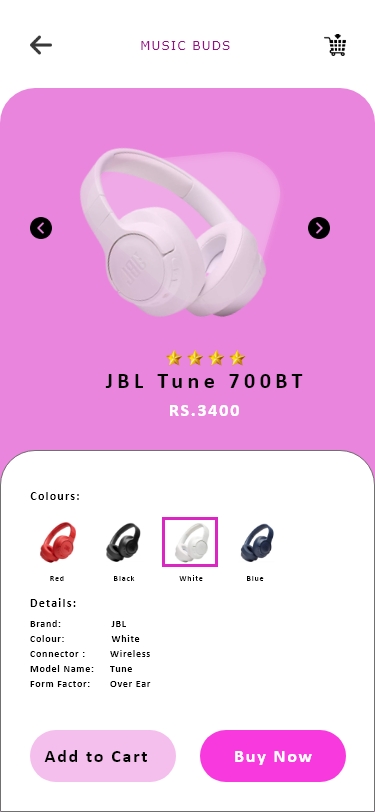 MUSIC BUDS
JBL
JBL Tune 700BT
RS.3400
Colours:
Red Black White Blue
Details:
Brand: JBL
Colour: White
Connector : Wireless
Model Name: Tune
Form Factor: Over Ear
Add to Cart Buy Now